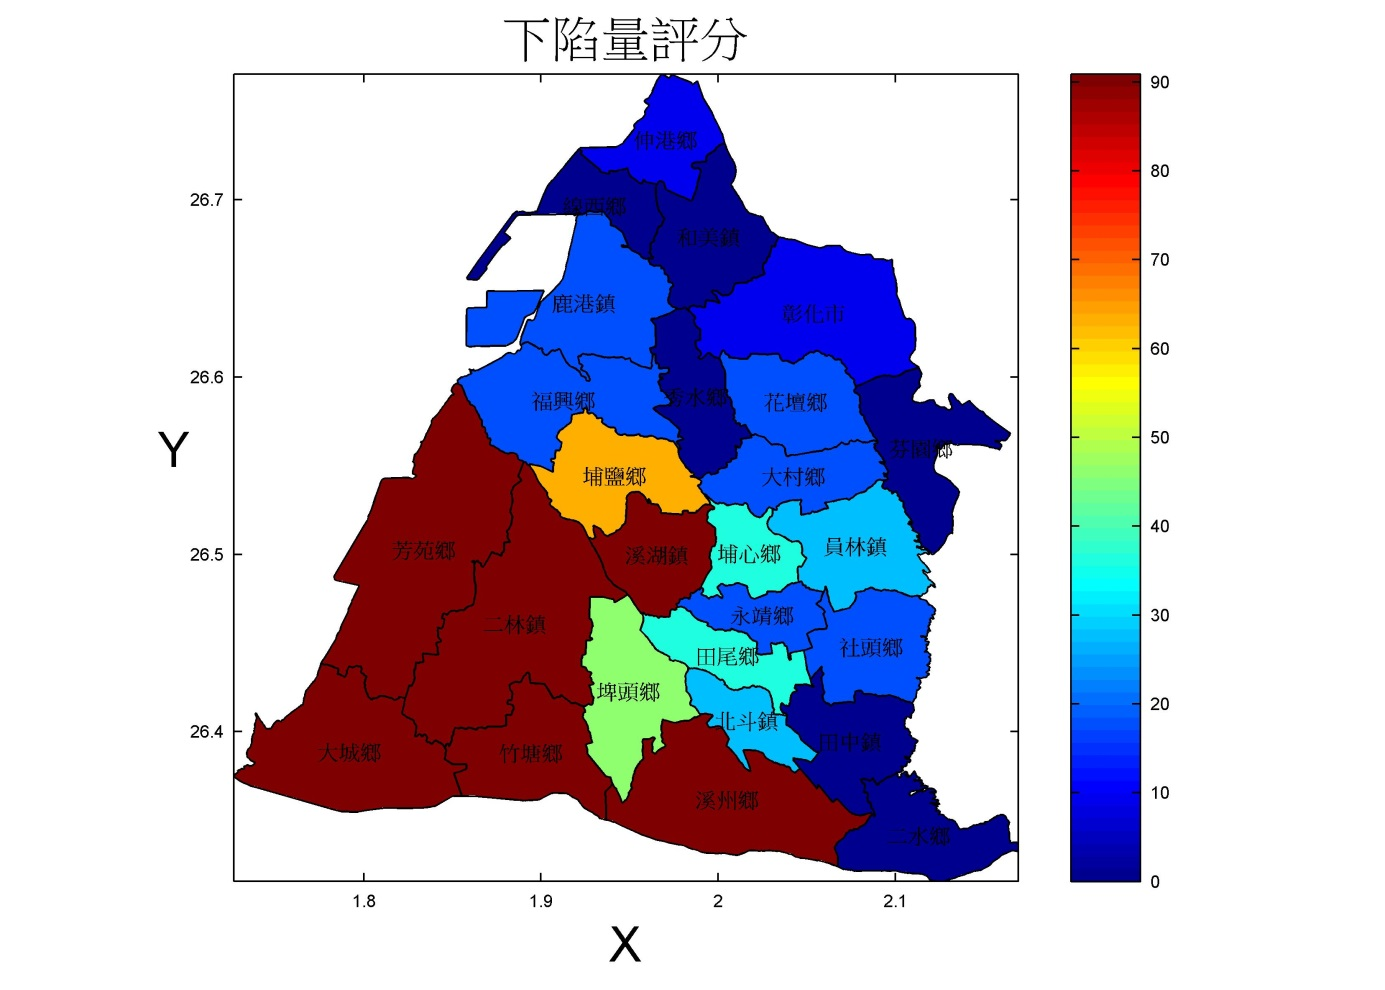 下陷量評分
伸港鄉
線西鄉
和美鎮
鹿港鎮
彰化市
福興鄉
秀水鄉
花壇鄉
芬園鄉
埔鹽鄉
大村鄉
芳苑鄉
溪湖鎮
埔心鄉
員林鎮
二林鎮
永靖鄉
社頭鄉
田尾鄉
埤頭鄉
北斗鎮
田中鎮
大城鄉
竹塘鄉
溪州鄉
二水鄉
26.7
26.6
26.5
26.4
Y
1.8
1.9
2
2.1
X
90
80
70
60
50
40
30
20
10
0